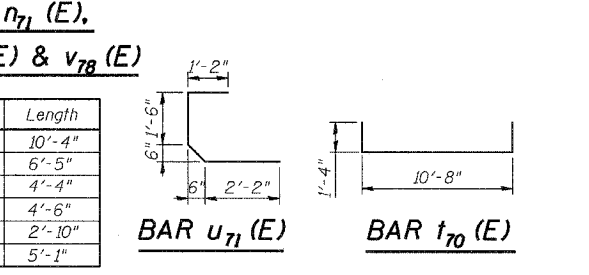 n71 (E),
E) & v78 (E)
Length
10'-4"
6'-5"
4'-4"
4'-6"
2'-10"
5'-1"
1'-2"
1'-6"
6"
6"
2'-2"
BAR u71 (E)
1'-4"
10'-8"
BAR t70 (E)